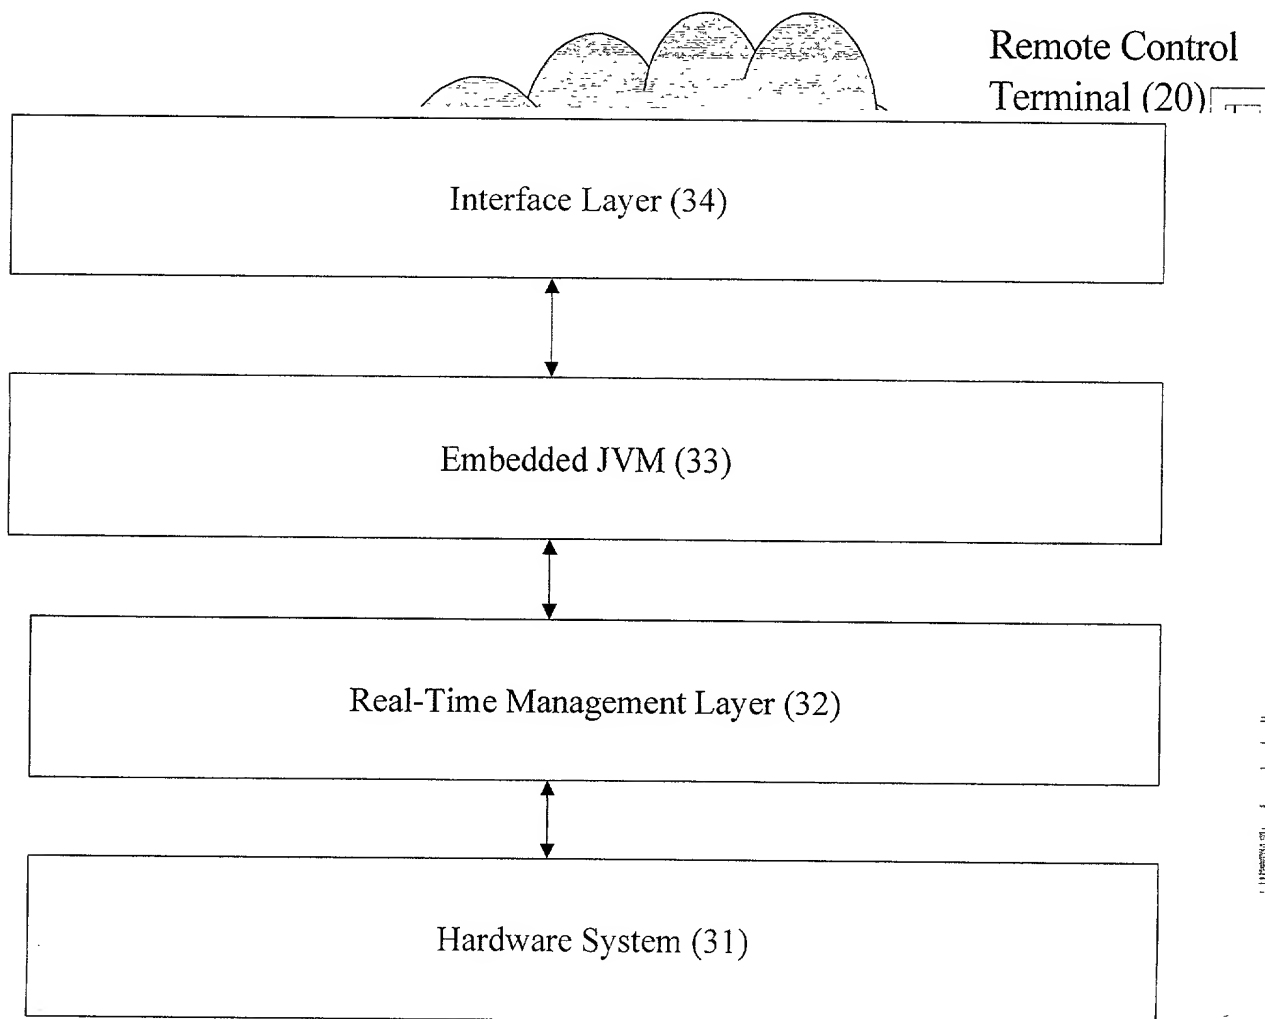 Remote Control
Terminal (20)
Interface Layer (34)
Embedded JVM (33)
Real-Time Management Layer (32)
Hardware System (31)